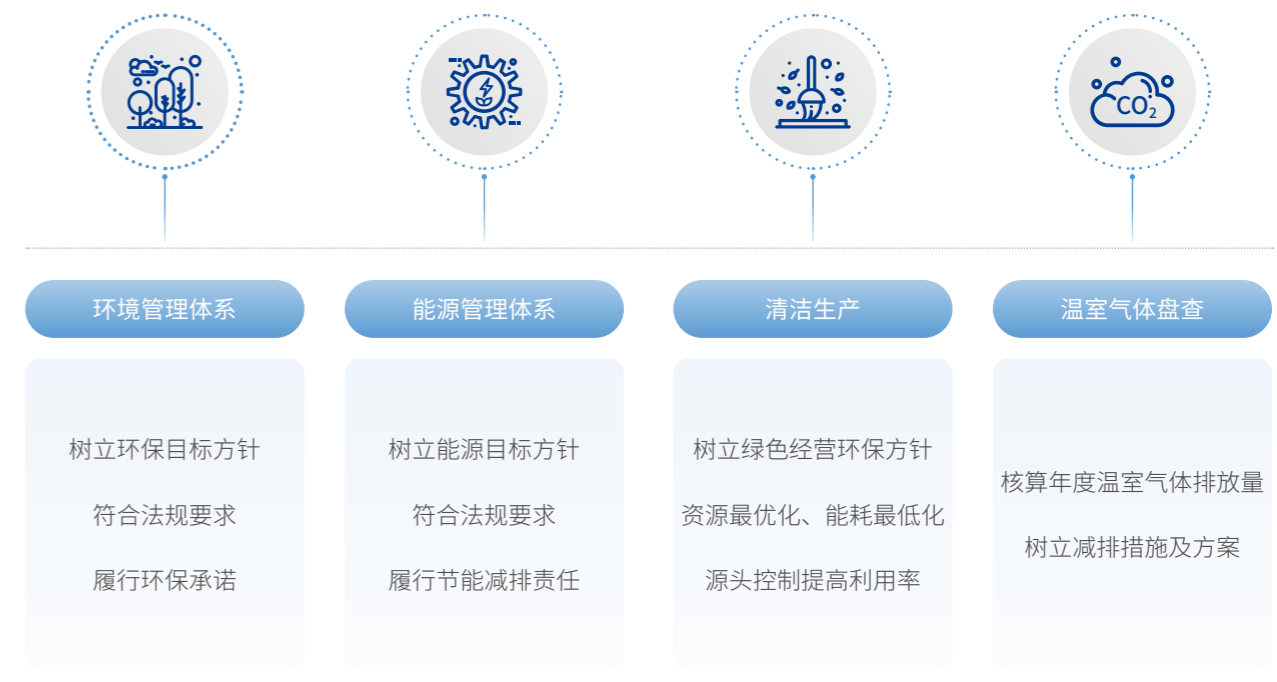 CO₂
环境管理体系
能源管理体系
清洁生产
温室气体盘查
树立环保目标方针
符合法规要求
履行环保承诺
树立能源目标方针
符合法规要求
履行节能减排责任
树立绿色经营环保方针
资源最优化、能耗最低化
源头控制提高利用率
核算年度温室气体排放量
树立减排措施及方案